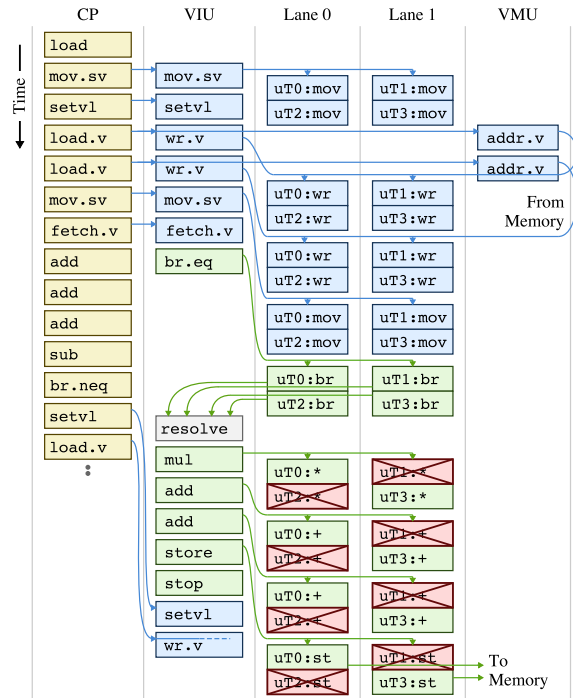 CP VIU Lane 0 Lane 1 VMU
Time
load
mov.sv mov.sv uT0:mov uT1:mov
setvl setvl uT2:mov uT3:mov
load.v wr.v addr.v
load.v wr.v addr.v
mov.sv mov.sv uT0:wr uT1:wr
From
Memory
fetch.v fetch.v uT2:wr uT3:wr
add br.eq uT0:wr uT1:wr
uT2:wr uT3:wr
add
add uT0:mov uT1:mov
sub uT2:mov uT3:mov
br.neq uT0:br uT1:br
setvl resolve uT2:br uT3:br
load.v mul uT0:* uT1:*
add uT2:* uT3:*
add uT0:+ uT1:+
store uT2:+ uT3:+
stop uT0:+ uT1:+
setvl uT2:+ uT3:+
wr.v uT0:st uT1:st
uT2:st uT3:st
To
Memory